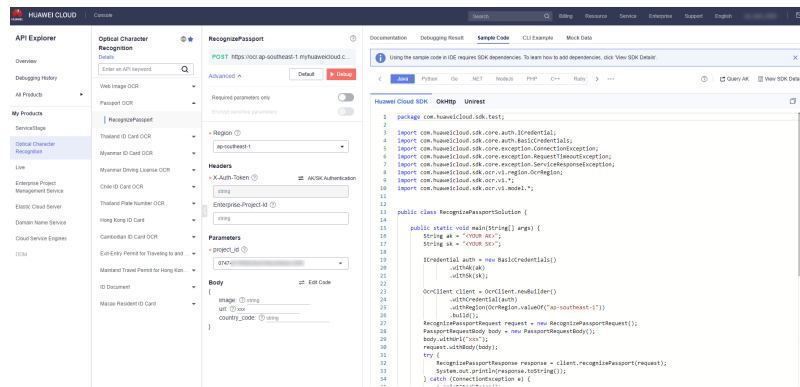 HUAWEI CLOUD
Console
Search
Billing
Resource
Service
Enterprise
Support
English
API Explorer
Overview
Debugging History
All Products
My Products
ServiceStage
Optical Character
Recognition
Live
Enterprise Project
Management Service
Elastic Cloud Server
Domain Name Service
Cloud Service Engines
Optical Character
Recognition
Details
Enter an API keyword.
Web Image OCR
Passport OCR
RecognizePassport
Thailand ID Card OCR
Myanmar ID Card OCR
Myanmar Driving License OCR
Chile ID Card OCR
Thailand Plate Number OCR
Hong Kong ID Card
Cambodian ID Card OCR
Exit-Entry Permit for Traveling to and ...
Mainland Travel Permit for Hong Kon...
ID Document
Macao Resident ID Card
RecognizePassport
POST https://ocr.ap-southeast-1.myhuaweicloud.c...
Advanced
Default
Debug
Required parameters only
Encrypt sensitive parameters
* Region
ap-southeast-1
Headers
* X-Auth-Token
AK/SK Authentication
string
Enterprise-Project-Id
string
Parameters
* project_id
0747
Body
Edit Code
{
image: string
url: xxx
country_code: string
}
Documentation
Debugging Result
Sample Code
CLI Example
Mock Data
Using the sample code in IDE requires SDK dependencies. To learn how to add dependencies, click 'View SDK Details'.
Java
Python
Go
.NET
NodeJs
PHP
C++
Ruby
Query AK
View SDK Deta
Huawei Cloud SDK
OkHttp
Unirest
1 package com.huaweicloud.sdk.test;
2
3 import com.huaweicloud.sdk.core.auth.ICredential;
4 import com.huaweicloud.sdk.core.auth.BasicCredentials;
5 import com.huaweicloud.sdk.core.exception.ConnectionException;
6 import com.huaweicloud.sdk.core.exception.RequestTimeoutException;
7 import com.huaweicloud.sdk.core.exception.ServiceResponseException;
8 import com.huaweicloud.sdk.ocr.v1.region.OcrRegion;
9 import com.huaweicloud.sdk.ocr.v1.*;
10 import com.huaweicloud.sdk.ocr.v1.model.*;
11
12
13 public class RecognizePassportSolution {
14
15 public static void main(String[] args) {
16 String ak = "<YOUR AK>";
17 String sk = "<YOUR SK>";
18
19 ICredential auth = new BasicCredentials()
20 .withAk(ak)
21 .withSk(sk);
22
23 OcrClient client = OcrClient.newBuilder()
24 .withCredential(auth)
25 .withRegion(OcrRegion.valueOf("ap-southeast-1"))
26 .build();
27 RecognizePassportRequest request = new RecognizePassportRequest();
28 PassportRequestBody body = new PassportRequestBody();
29 body.withUrl("xxx");
30 request.withBody(body);
31 try {
32 RecognizePassportResponse response = client.recognizePassport(request);
33 System.out.println(response.toString());
34 } catch (ConnectionException e) {